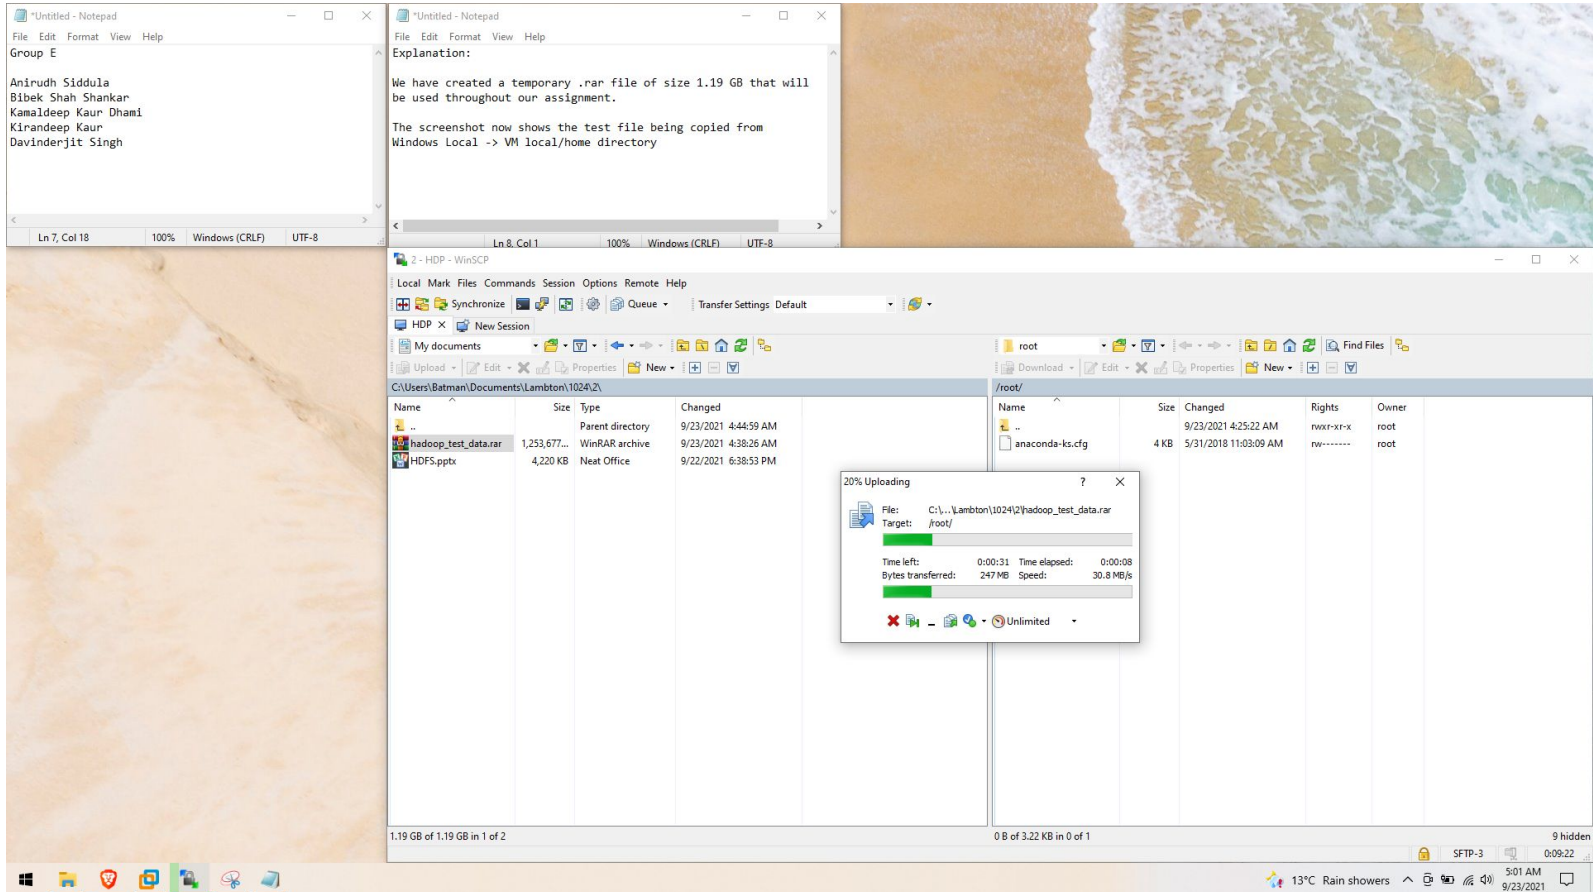 *Untitled - Notepad
File Edit Format View Help
Group E
Anirudh Siddula
Bibek Shah Shankar
Kamaldeep Kaur Dhami
Kirandeep Kaur
Davinderjit Singh
Ln 7, Col 18 100% Windows (CRLF) UTF-8
*Untitled - Notepad
File Edit Format View Help
Explanation:
We have created a temporary .rar file of size 1.19 GB that will
be used throughout our assignment.
The screenshot now shows the test file being copied from
Windows Local -> VM local/home directory
Ln 8, Col 1 100% Windows (CRLF) UTF-8
2 - HDP - WinSCP
Local Mark Files Commands Session Options Remote Help
Synchronize Queue Transfer Settings Default
HDP X New Session
My documents
Upload Edit Properties New
C:\Users\Batman\Documents\Lambton\1024\2\
Name Size Type Changed
.. Parent directory 9/23/2021 4:44:59 AM
hadoop_test_data.rar 1,253,677... WinRAR archive 9/23/2021 4:38:26 AM
HDFS.pptx 4,220 KB Neat Office 9/22/2021 6:38:53 PM
1.19 GB of 1.19 GB in 1 of 2
root Find Files
Download Edit Properties New
/root/
Name Size Changed Rights Owner
.. 9/23/2021 4:25:22 AM rwxr-xr-x root
anaconda-ks.cfg 4 KB 5/31/2018 11:03:09 AM rw------- root
0 B of 3.22 KB in 0 of 1 9 hidden
20% Uploading ?
File: C:\...\Lambton\1024\2\hadoop_test_data.rar
Target: /root/
Time left: 0:00:31 Time elapsed: 0:00:08
Bytes transferred: 247 MB Speed: 30.8 MB/s
Unlimited
SFTP-3 0:09:22
13°C Rain showers
5:01 AM
9/23/2021